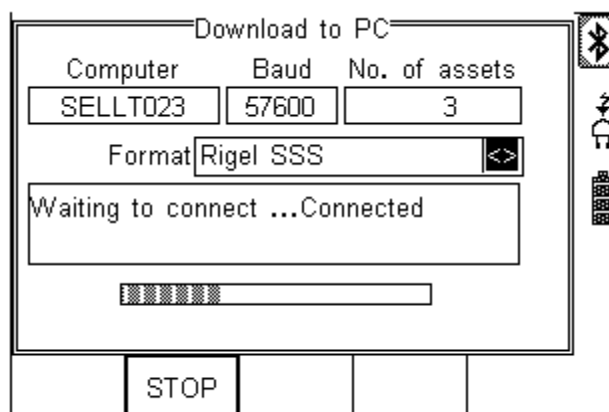 Download to PC
Computer Baud No. of assets
SELLT023 57600 3
Format Rigel SSS <>
Waiting to connect ...Connected
STOP